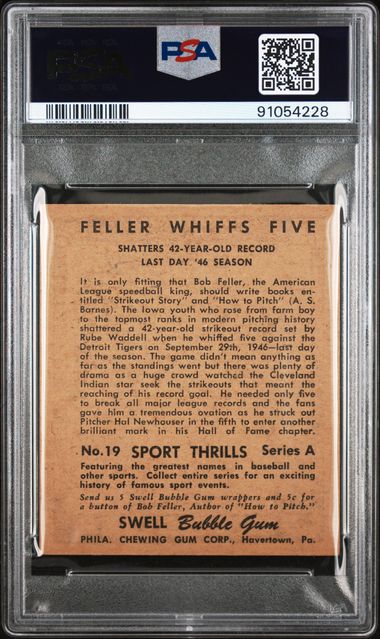 PSA
PSA
91054228
FELLER WHIFFS FIVE
SHATTERS 42-YEAR-OLD RECORD
LAST DAY '46 SEASON
It is only fitting that Bob Feller, the American
League speedball king, should write books en-
titled "Strikeout Story" and "How to Pitch" (A. S.
Barnes). The Iowa youth who rose from farm boy
to the topmost ranks in modern pitching history
shattered a 42-year-old strikeout record set by
Rube Waddell when he whiffed five against the
Detroit Tigers on September 29th, 1946—last day
of the season. The game didn't mean anything as
far as the standings went but there was plenty of
drama as a huge crowd watched the Cleveland
Indian star seek the strikeouts that meant the
reaching of his record goal. He needed only five
to break all major league records and the fans
gave him a tremendous ovation as he struck out
Pitcher Hal Newhauser in the fifth to enter another
brilliant mark in his Hall of Fame chapter.
No. 19 SPORT THRILLS Series A
Featuring the greatest names in baseball and
other sports. Collect entire series for an exciting
history of famous sport events.
Send us 5 Swell Bubble Gum wrappers and 5c for
a button of Bob Feller, Author of "How to Pitch."
SWELL Bubble Gum
PHILA. CHEWING GUM CORP., Havertown, Pa.